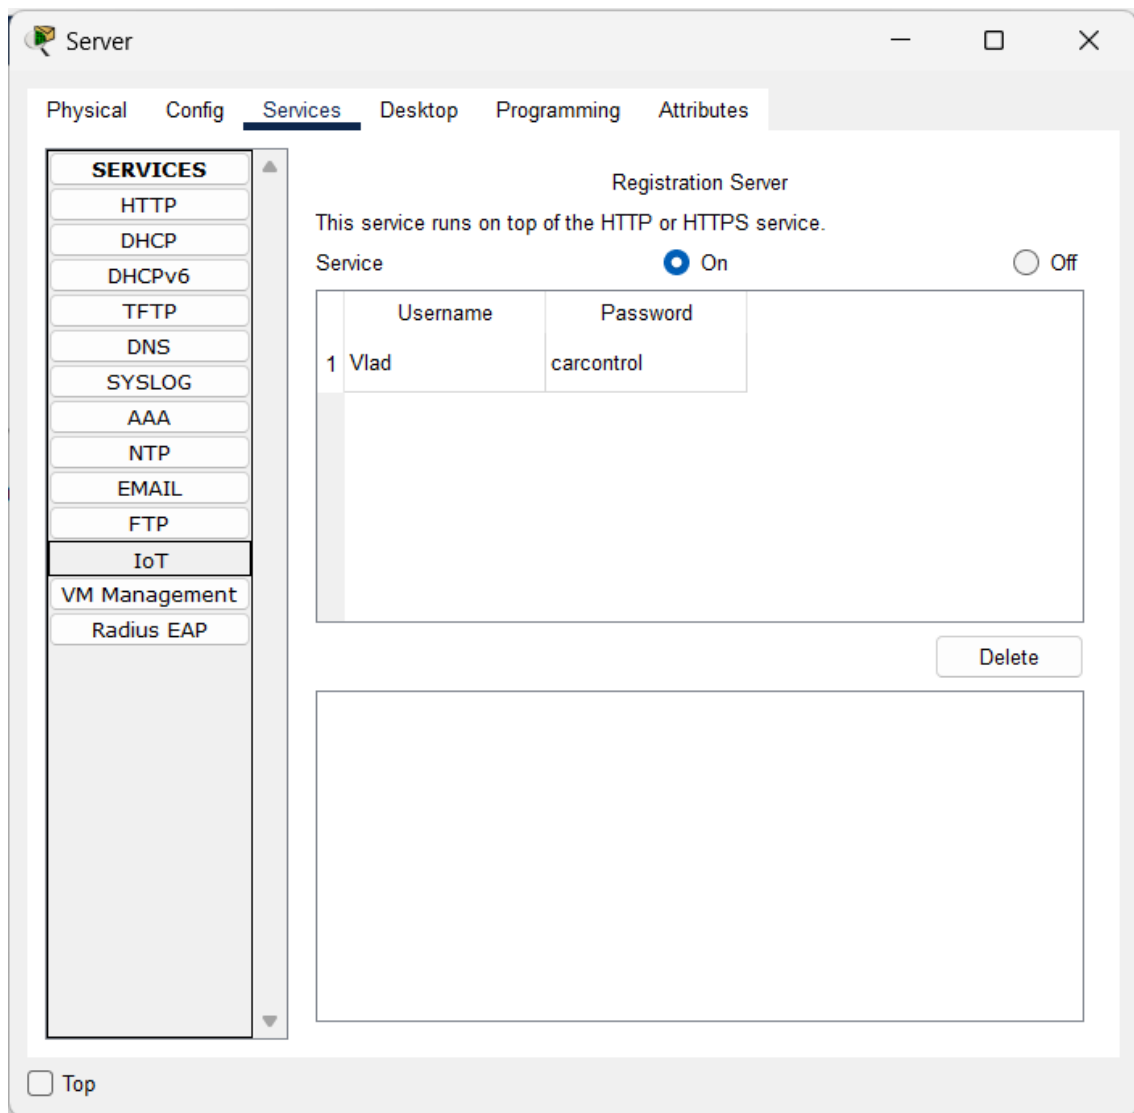 Server
Physical Config Services Desktop Programming Attributes
SERVICES
HTTP
DHCP
DHCPv6
TFTP
DNS
SYSLOG
AAA
NTP
EMAIL
FTP
IoT
VM Management
Radius EAP
Registration Server
This service runs on top of the HTTP or HTTPS service.
Service On Off
Username Password
1 Vlad carcontrol
Delete
Top